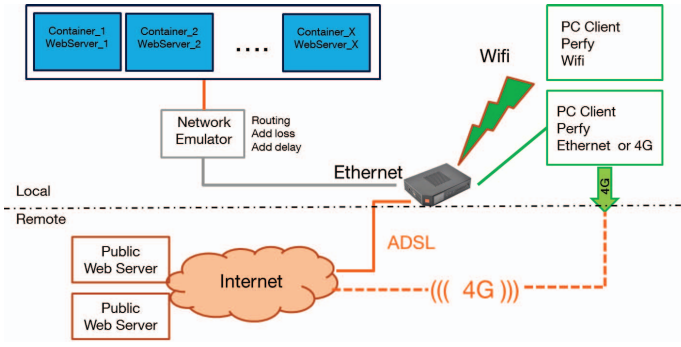 Container_1
WebServer_1
Container_2
WebServer_2
....
Container_X
WebServer_X
Wifi
PC Client
Perfy
Wifi
Network
Emulator
Routing
Add loss
Add delay
PC Client
Perfy
Ethernet or 4G
Ethernet
4G
Local
Remote
Public
Web Server
Internet
ADSL
((( 4G )))
Public
Web Server